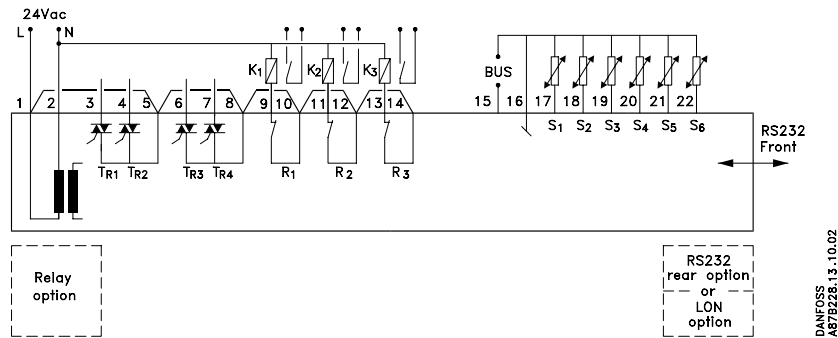 24Vac
L N
K1 K2 K3
BUS
1 2 3 4 5 6 7 8 9 10 11 12 13 14 15 16 17 18 19 20 21 22
S1 S2 S3 S4 S5 S6
TR1 TR2 TR3 TR4 R1 R2 R3
RS232
Front
Relay
option
RS232
rear option
or
LON
option
DANFOSS
A87B228.13.10.02